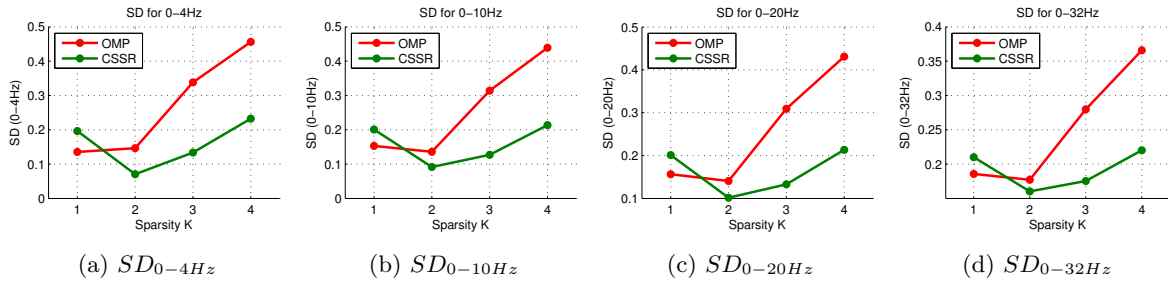 SD for 0−4Hz
0.5
0.4
0.3
0.2
0.1
0
SD (0−4Hz)
OMP
CSSR
1 2 3 4
Sparsity K
(a) SD0−4Hz
SD for 0−10Hz
0.5
0.4
0.3
0.2
0.1
0
SD (0−10Hz)
OMP
CSSR
1 2 3 4
Sparsity K
(b) SD0−10Hz
SD for 0−20Hz
0.5
0.4
0.3
0.2
0.1
SD (0−20Hz)
OMP
CSSR
1 2 3 4
Sparsity K
(c) SD0−20Hz
SD for 0−32Hz
0.4
0.35
0.3
0.25
0.2
SD (0−32Hz)
OMP
CSSR
1 2 3 4
Sparsity K
(d) SD0−32Hz